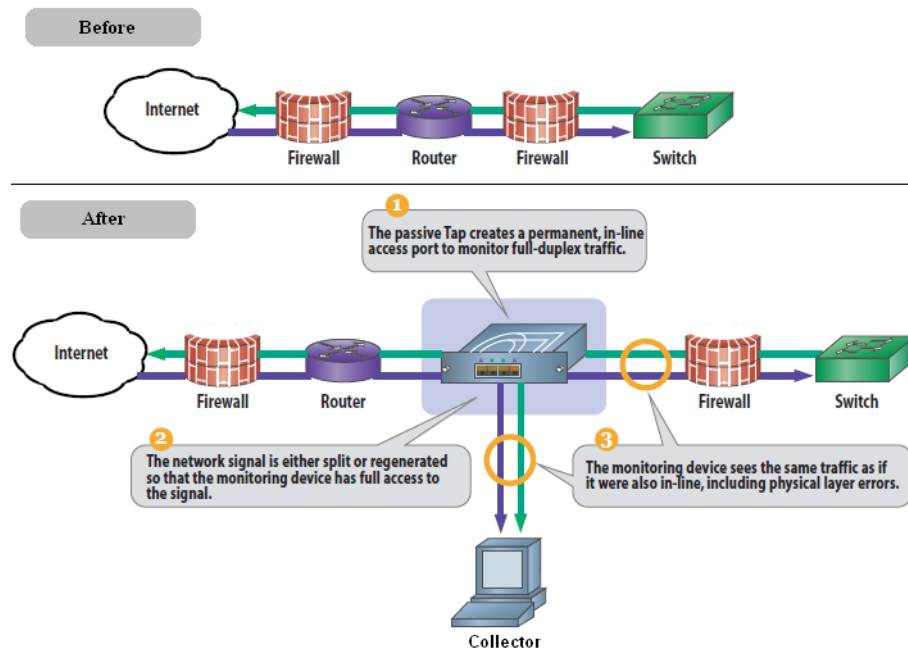 Before
Internet
Firewall
Router
Firewall
Switch
After
1
The passive Tap creates a permanent, in-line
access port to monitor full-duplex traffic.
Internet
Firewall
Router
Firewall
Switch
2
The network signal is either split or regenerated
so that the monitoring device has full access to
the signal.
3
The monitoring device sees the same traffic as if
it were also in-line, including physical layer errors.
Collector